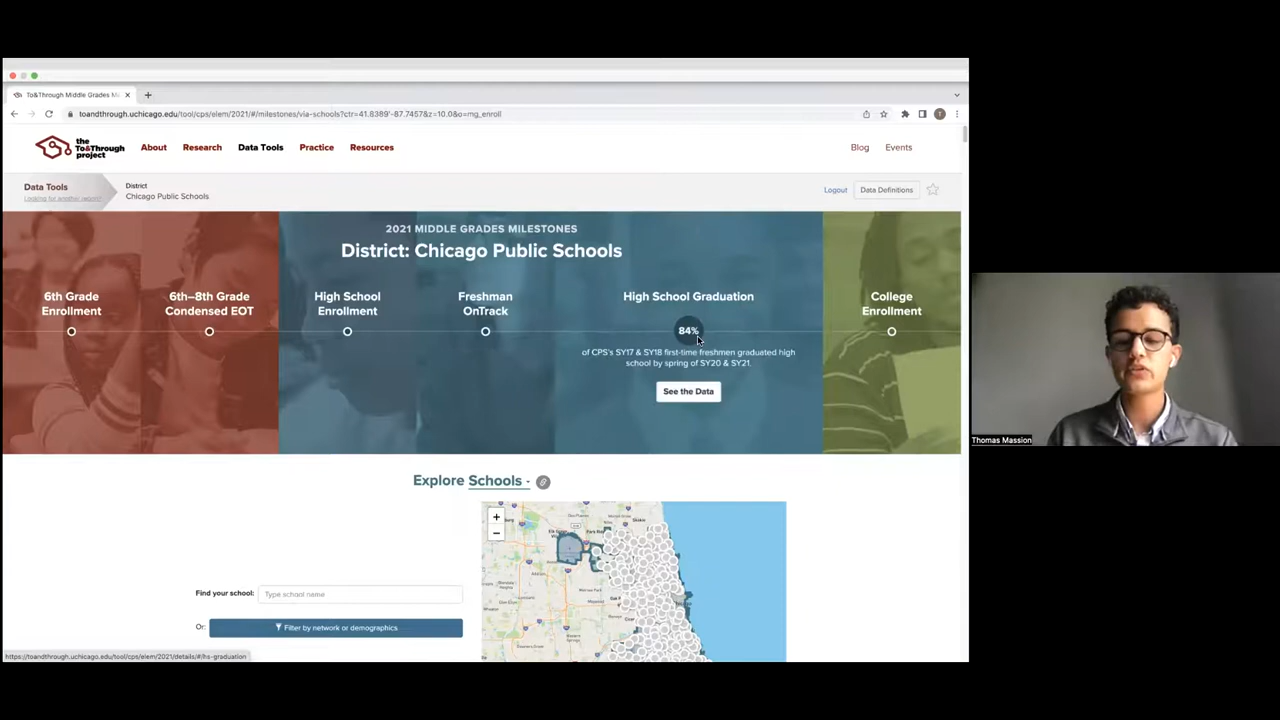 To&Through Middle Grades M
toandthrough.uchicago.edu/tool/cps/elem/2021/#/milestones/via-schools?ctr=41.8389'-87.7457&z=10.0&o=mg_enroll
T
the
To&Through
project
About
Research
Data Tools
Practice
Resources
Blog
Events
Data Tools
Looking for another report?
District
Chicago Public Schools
Logout
Data Definitions
2021 MIDDLE GRADES MILESTONES
District: Chicago Public Schools
6th Grade
Enrollment
6th–8th Grade
Condensed EOT
High School
Enrollment
Freshman
OnTrack
High School Graduation
84%
of CPS's SY17 & SY18 first-time freshmen graduated high
school by spring of SY20 & SY21.
See the Data
College
Enrollment
Explore Schools -
+
−
Skokie
Addison
Find your school:
Type school name
Or:
Filter by network or demographics
https://toandthrough.uchicago.edu/tool/cps/elem/2021/details/#/hs-graduation
Thomas Massion